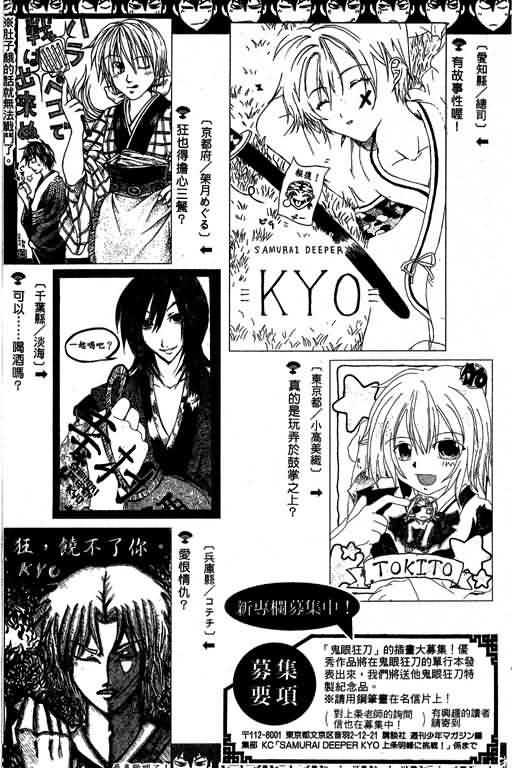 〔愛知縣／總司〕
有故事性喔！
賴復！
SAMURAI DEEPER
KYO
〔京都府／架月めぐる〕
狂也得擔心三餐？
ハラペコで
戦は出来ぬ
※肚子餓的話就無法戰鬥了。
〔千葉縣／淡海〕
可以……喝酒嗎？
一起喝吧？
〔東京都／小高美織〕
真的是玩弄於鼓掌之上？
KYO
TOKITO
〔兵庫縣／コテチ〕
愛恨情仇？
狂，饒不了你。
KYO
新專欄募集中！
募集
要項
「鬼眼狂刀」的插畫大募集！優
秀作品將在鬼眼狂刀的單行本發
表出來，我們將送他鬼眼狂刀特
製紀念品。
※請用鋼筆畫在名信片上！
（對上条老師的詢問信也在募集中！）
（有興趣的讀者請寄到）
〒112-8001 東京都文京区音羽2-12-21 講談社 週刊少年マガジン編
集部 KC「SAMURAI DEEPER KYO 上条明峰に挑戦！」係まで